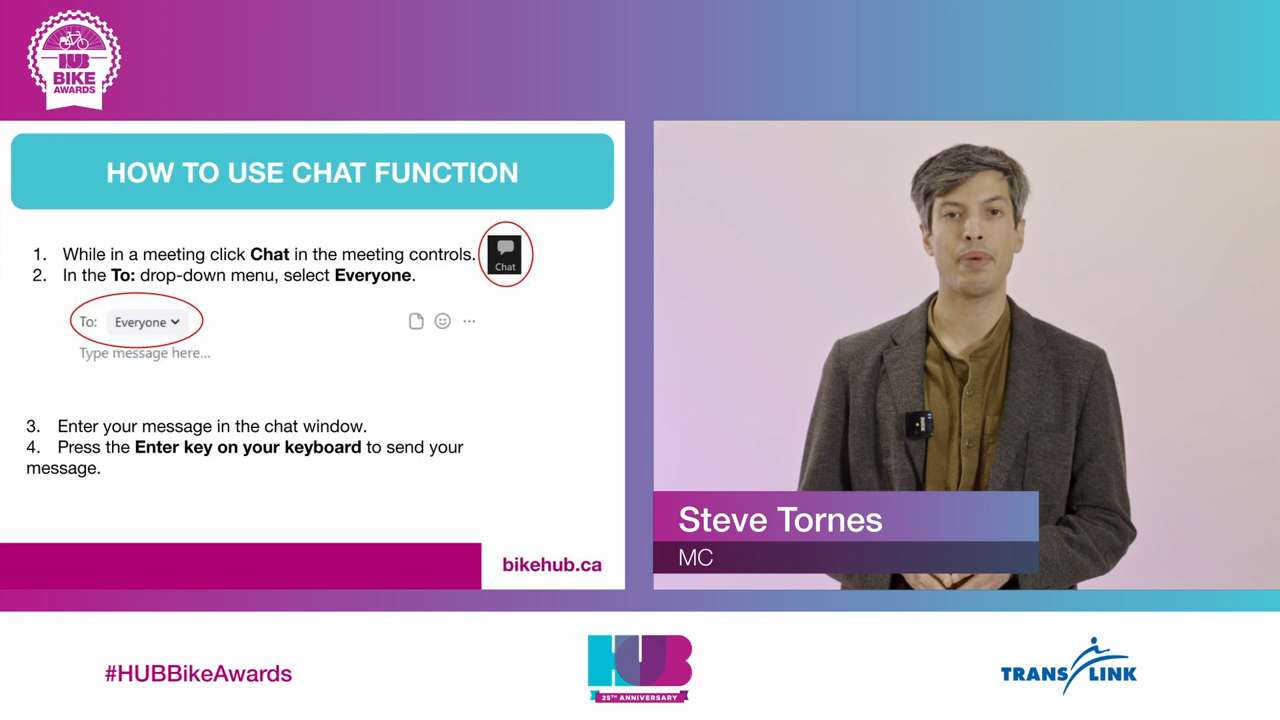 HUB
BIKE
AWARDS
HOW TO USE CHAT FUNCTION
1. While in a meeting click Chat in the meeting controls.
Chat
2. In the To: drop-down menu, select Everyone.
To: Everyone
Type message here...
3. Enter your message in the chat window.
4. Press the Enter key on your keyboard to send your
message.
bikehub.ca
Steve Tornes
MC
#HUBBikeAwards
HUB
25TH ANNIVERSARY
TRANSLINK